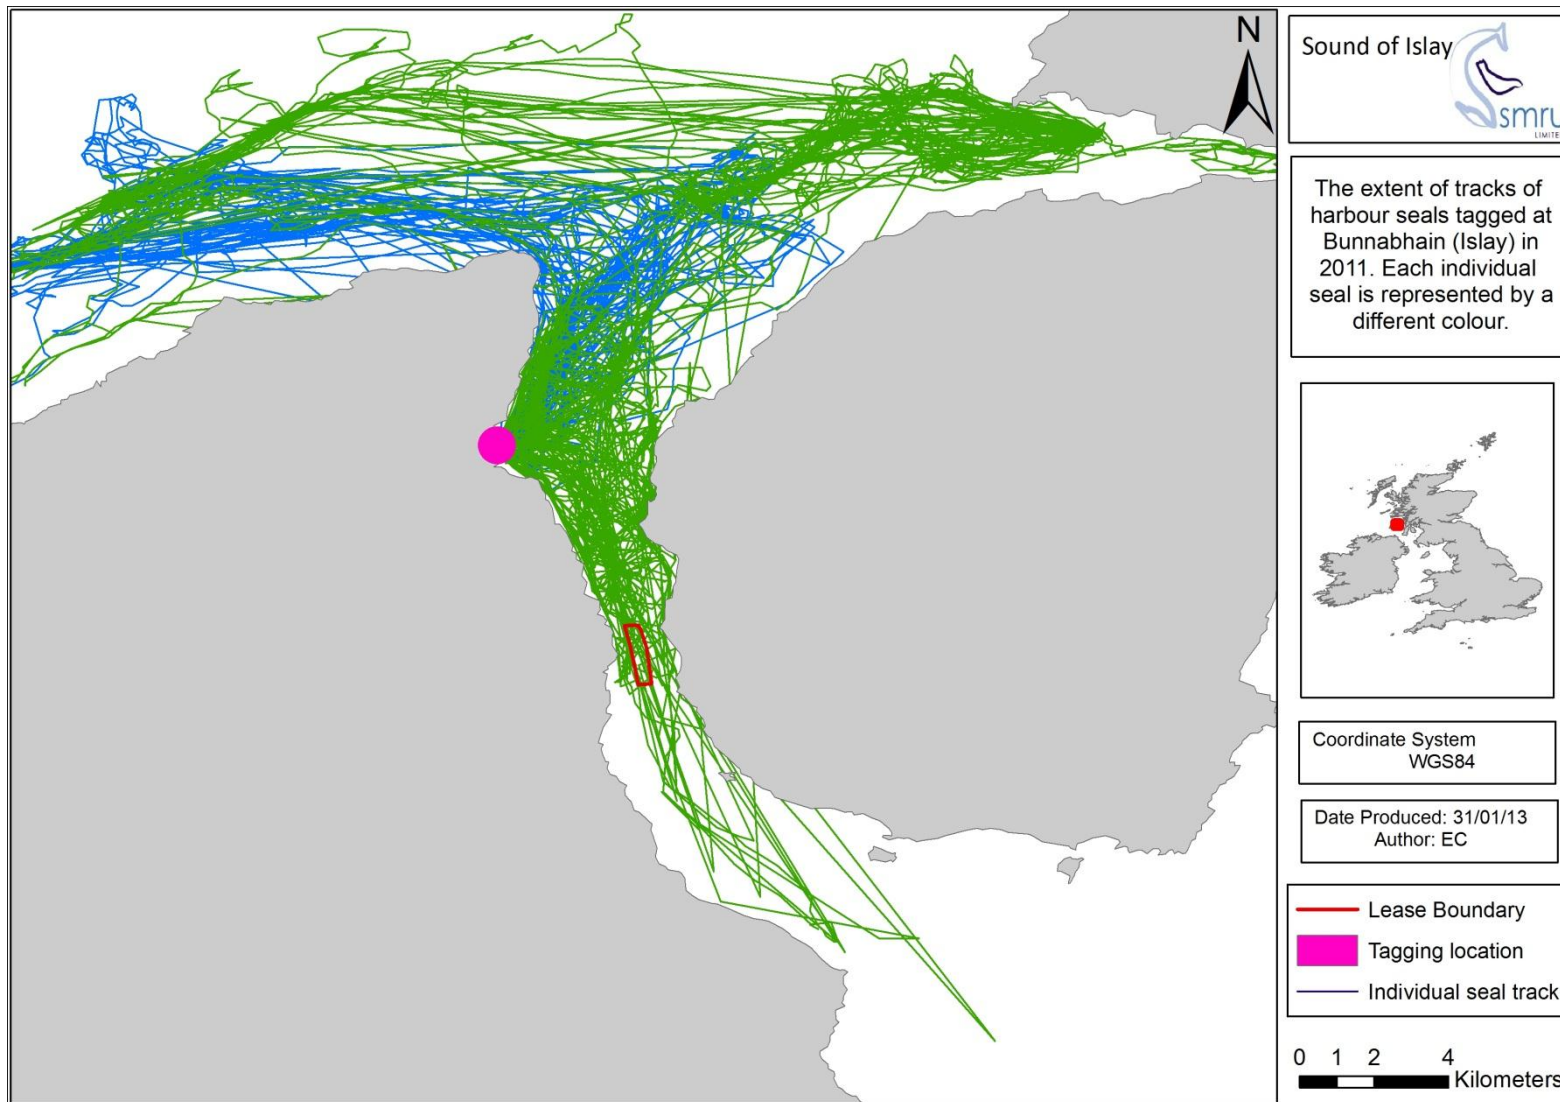 N
Sound of Islay
smru
LIMITE
The extent of tracks of
harbour seals tagged at
Bunnabhain (Islay) in
2011. Each individual
seal is represented by a
different colour.
Coordinate System
WGS84
Date Produced: 31/01/13
Author: EC
Lease Boundary
Tagging location
Individual seal track
0 1 2 4
Kilometers